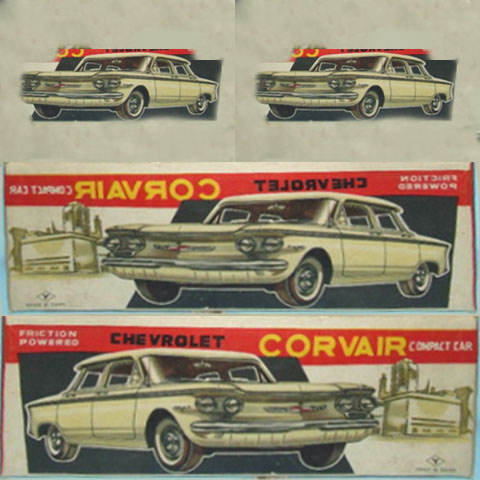 FRICTION
POWERED
CHEVROLET
CORVAIR
COMPACT CAR
FRICTION
POWERED
CHEVROLET
CORVAIR
COMPACT CAR